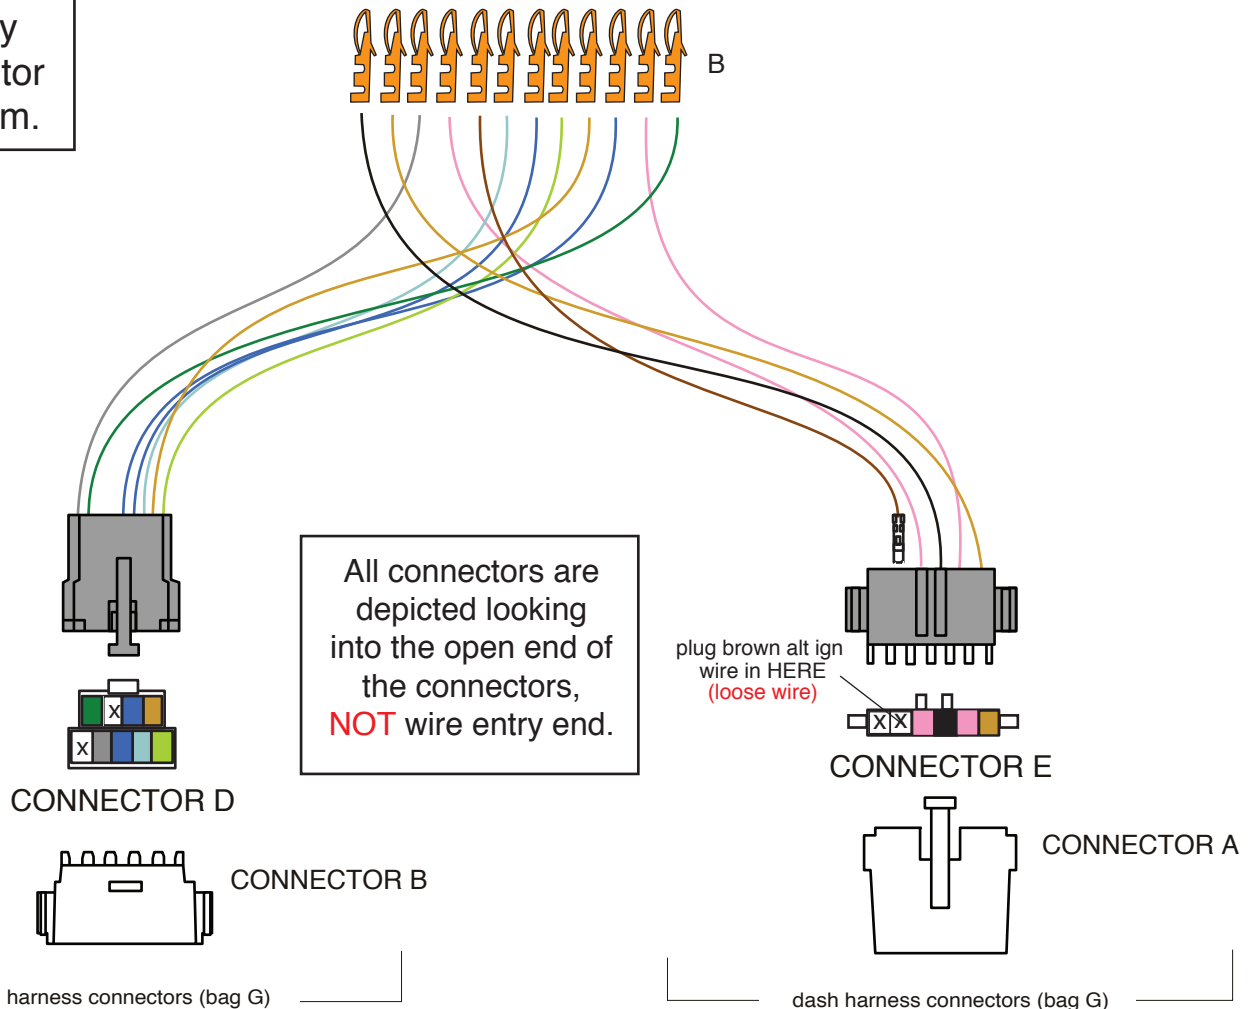 y
tor
m.
B
All connectors are
depicted looking
into the open end of
the connectors,
NOT wire entry end.
plug brown alt ign
wire in HERE
(loose wire)
X
X
X X
CONNECTOR D
CONNECTOR E
CONNECTOR B
CONNECTOR A
harness connectors (bag G)
dash harness connectors (bag G)